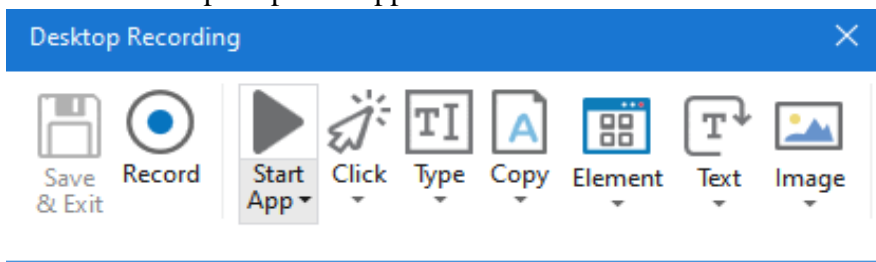 Desktop Recording
Save & Exit
Record
Start App
Click
Type
Copy
Element
Text
Image